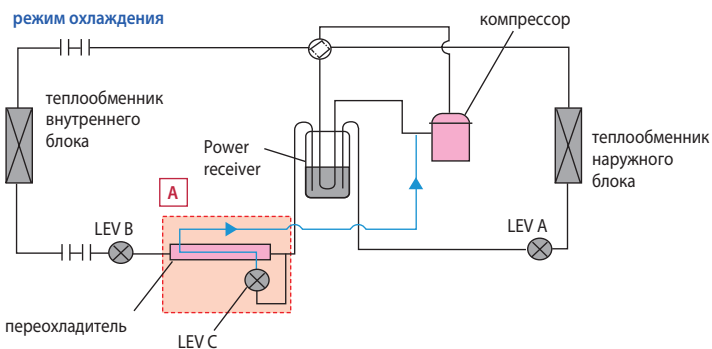 режим охлаждения
компрессор
теплообменник
внутреннего
блока
Power
receiver
теплообменник
наружного
блока
A
LEV B
LEV A
переохладитель
LEV C